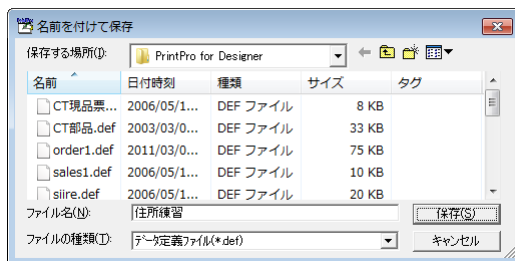 名前を付けて保存
保存する場所(I): PrintPro for Designer
名前 日付時刻 種類 サイズ タグ
CT現品票... 2006/05/1... DEF ファイル 8 KB
CT部品.def 2003/03/0... DEF ファイル 33 KB
order1.def 2011/03/0... DEF ファイル 75 KB
sales1.def 2006/05/1... DEF ファイル 10 KB
siire.def 2006/05/1... DEF ファイル 20 KB
ファイル名(N): 住所練習 保存(S)
ファイルの種類(T): データ定義ファイル(*.def) キャンセル